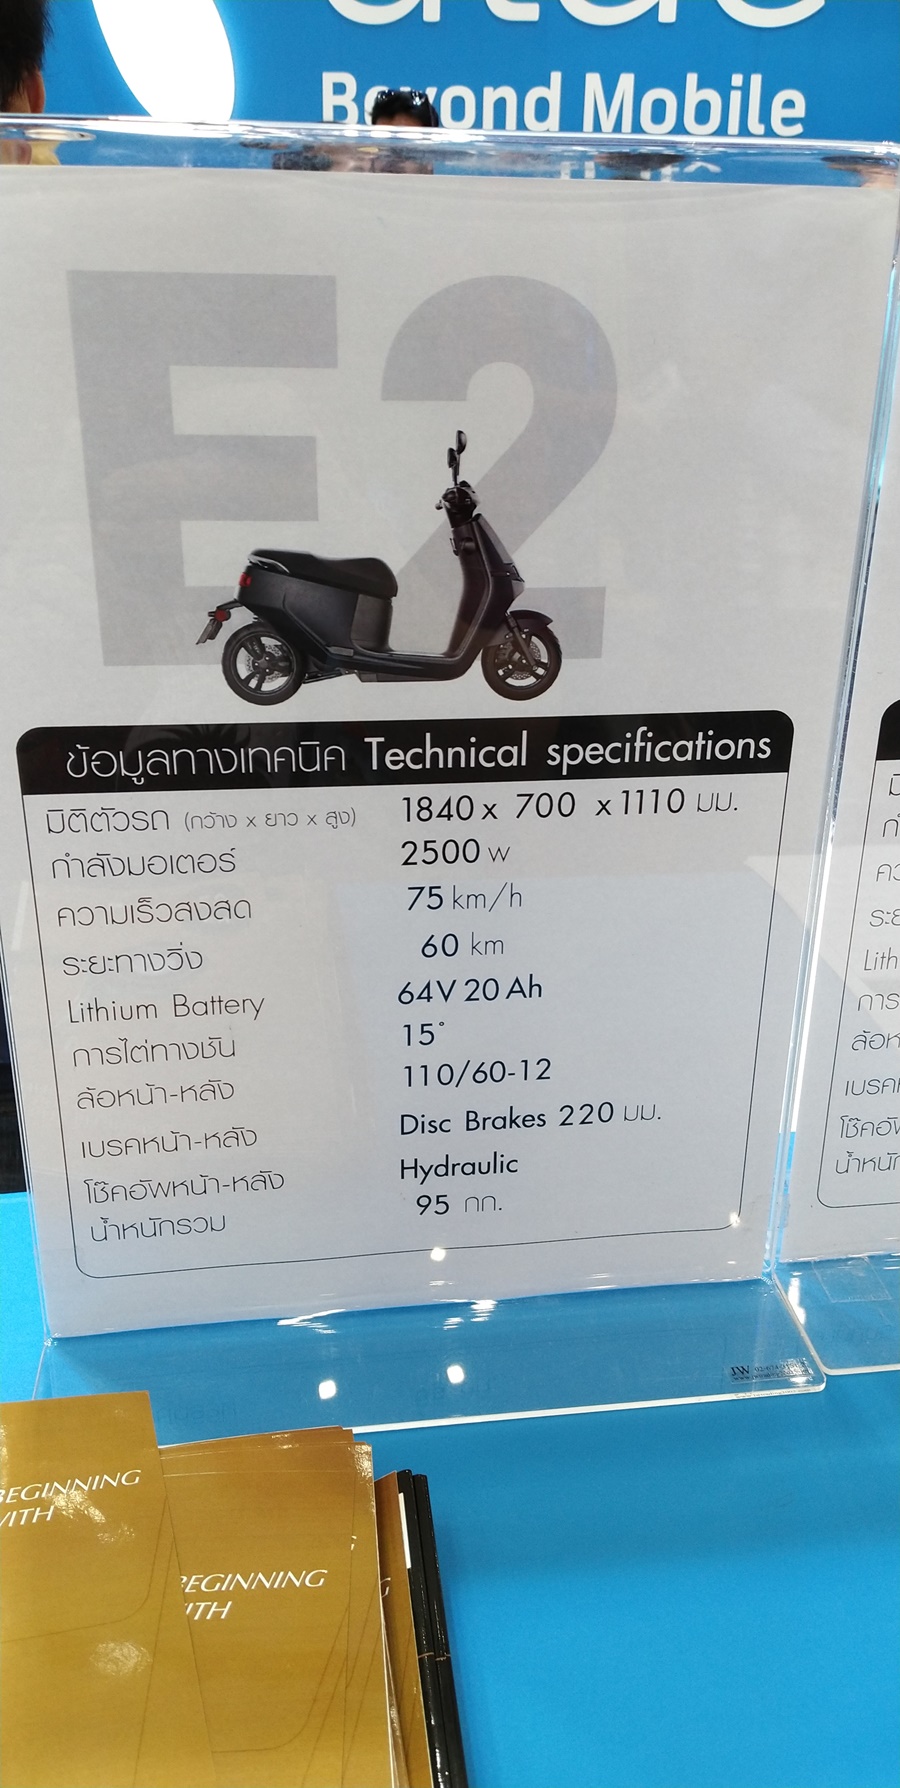 Beyond Mobile
E2
ข้อมูลทางเทคนิค Technical specifications
มิติตัวรถ (กว้าง x ยาว x สูง) 1840 x 700 x 1110 มม.
กำลังมอเตอร์ 2500 w
ความเร็วสงสด 75 km/h
ระยะทางวิ่ง 60 km
Lithium Battery 64V 20 Ah
การไต่ทางชัน 15°
ล้อหน้า-หลัง 110/60-12
เบรคหน้า-หลัง Disc Brakes 220 มม.
โช๊คอัพหน้า-หลัง Hydraulic
น้ำหนักรวม 95 กก.
JW
BEGINNING
WITH
BEGINNING
WITH